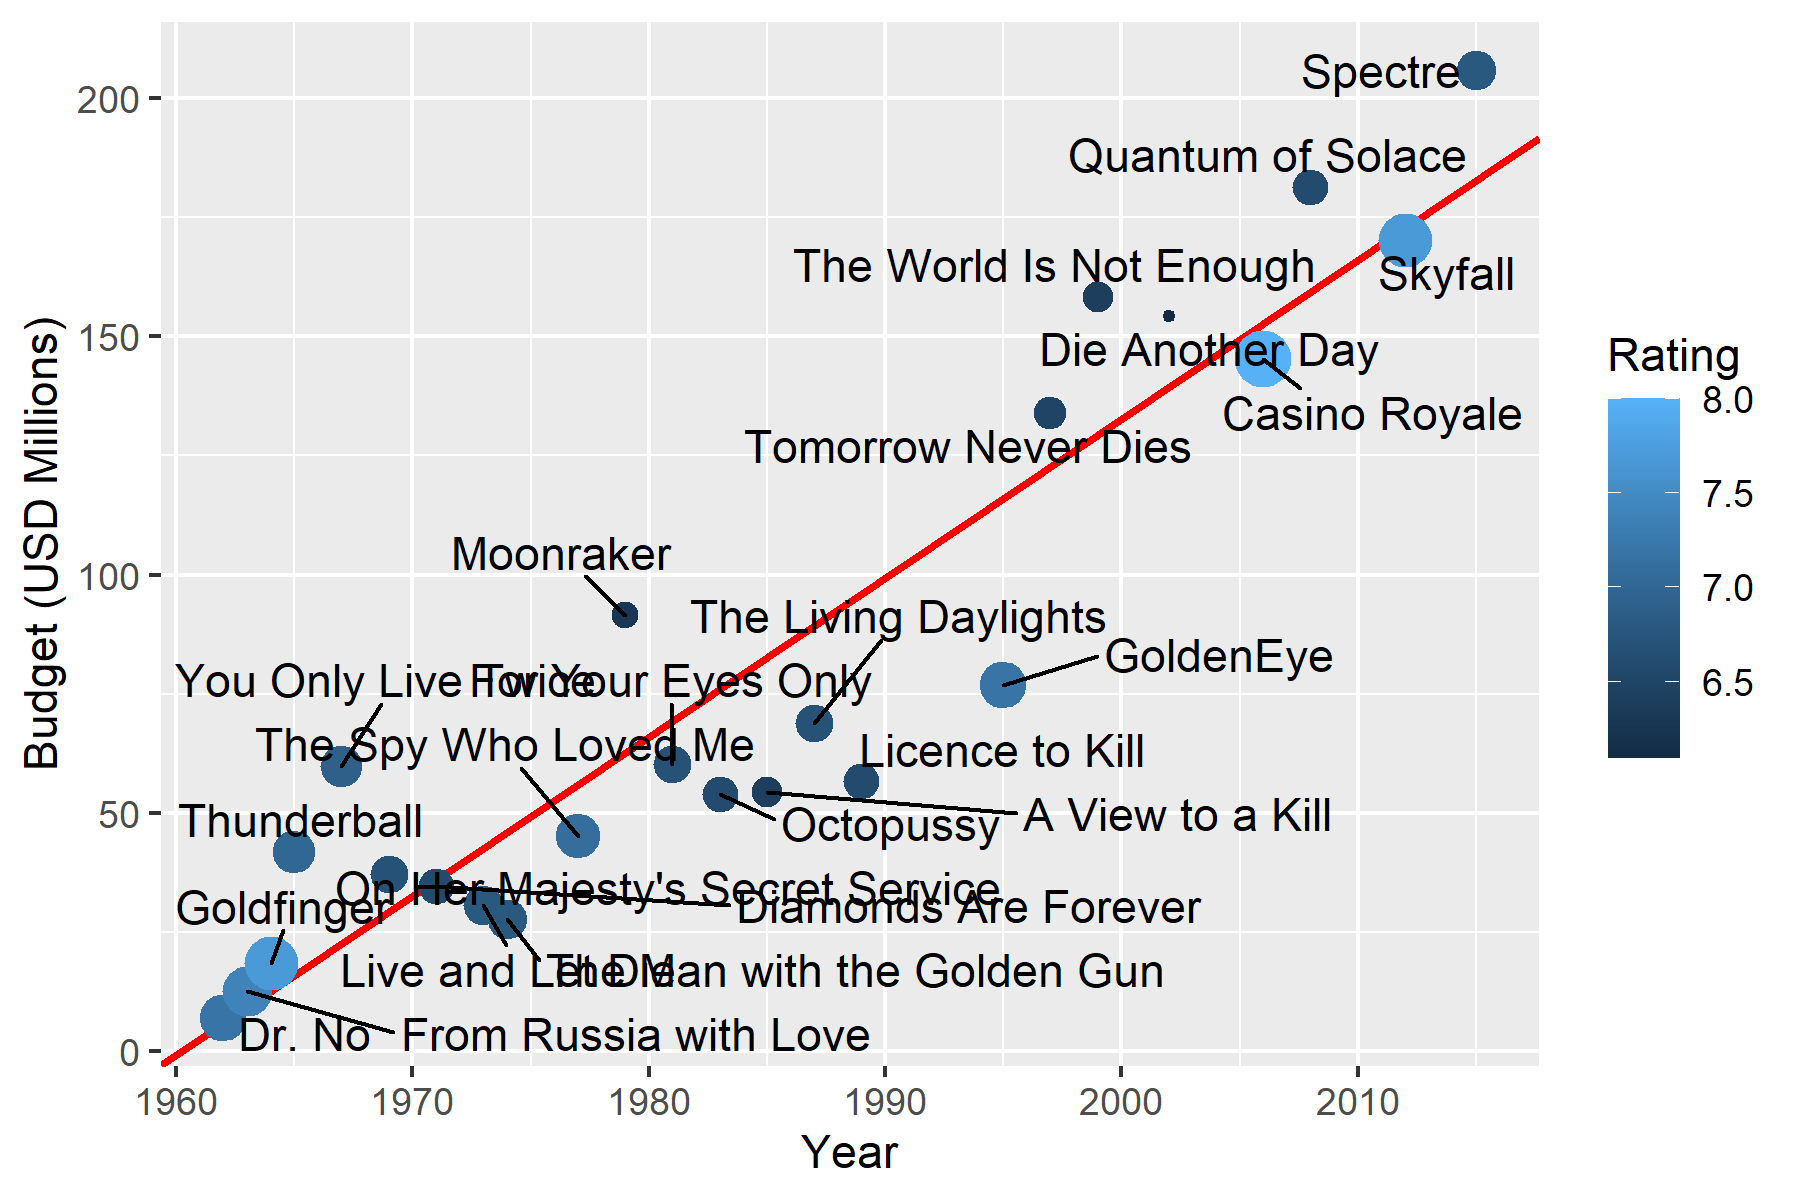 Spectre
200
Quantum of Solace
Skyfall
The World Is Not Enough
150
Die Another Day
Casino Royale
Tomorrow Never Dies
Moonraker
100
The Living Daylights
GoldenEye
You Only Live Twice
For Your Eyes Only
The Spy Who Loved Me
Licence to Kill
50
Thunderball
Octopussy
A View to a Kill
On Her Majesty's Secret Service
Goldfinger
Diamonds Are Forever
Live and Let Die
The Man with the Golden Gun
Dr. No
From Russia with Love
0
1960
1970
1980
1990
2000
2010
Year
Budget (USD Millions)
Rating
8.0
7.5
7.0
6.5